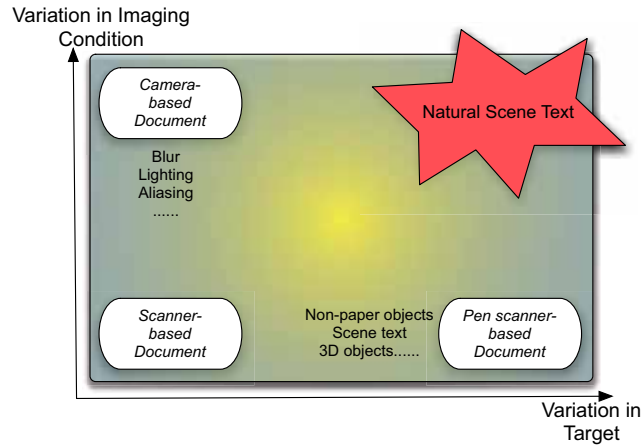 Variation in Imaging
Condition
Camera-
based
Document
Natural Scene Text
Blur
Lighting
Aliasing
......
Scanner-
based
Document
Non-paper objects
Scene text
3D objects......
Pen scanner-
based
Document
Variation in
Target